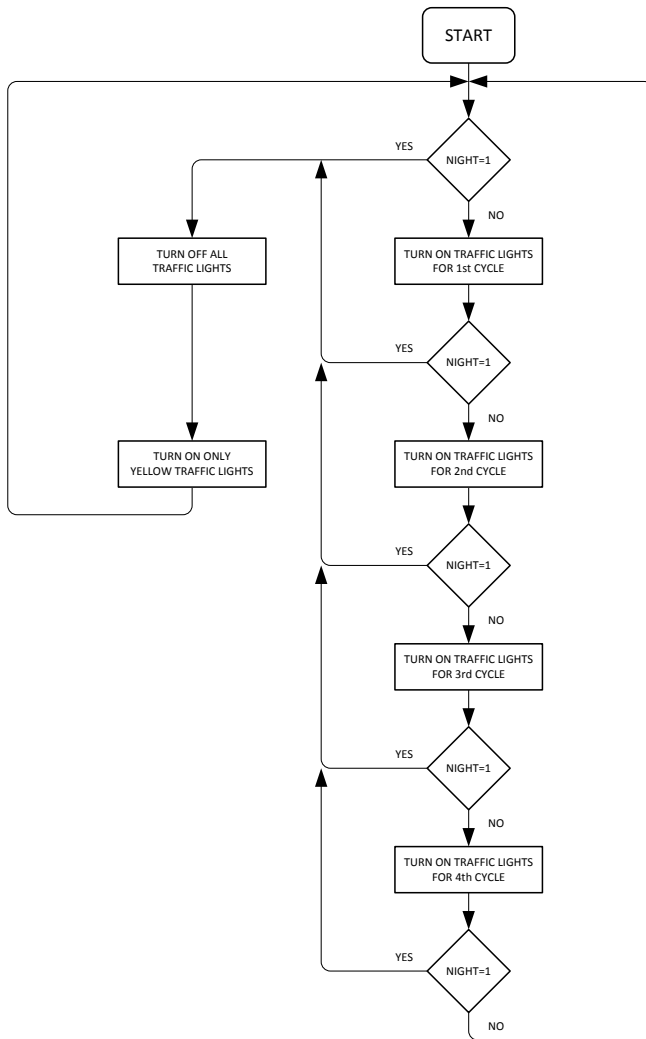 START
YES
NIGHT=1
NO
TURN OFF ALL
TRAFFIC LIGHTS
TURN ON TRAFFIC LIGHTS
FOR 1st CYCLE
YES
NIGHT=1
NO
TURN ON ONLY
YELLOW TRAFFIC LIGHTS
TURN ON TRAFFIC LIGHTS
FOR 2nd CYCLE
YES
NIGHT=1
NO
TURN ON TRAFFIC LIGHTS
FOR 3rd CYCLE
YES
NIGHT=1
NO
TURN ON TRAFFIC LIGHTS
FOR 4th CYCLE
YES
NIGHT=1
NO